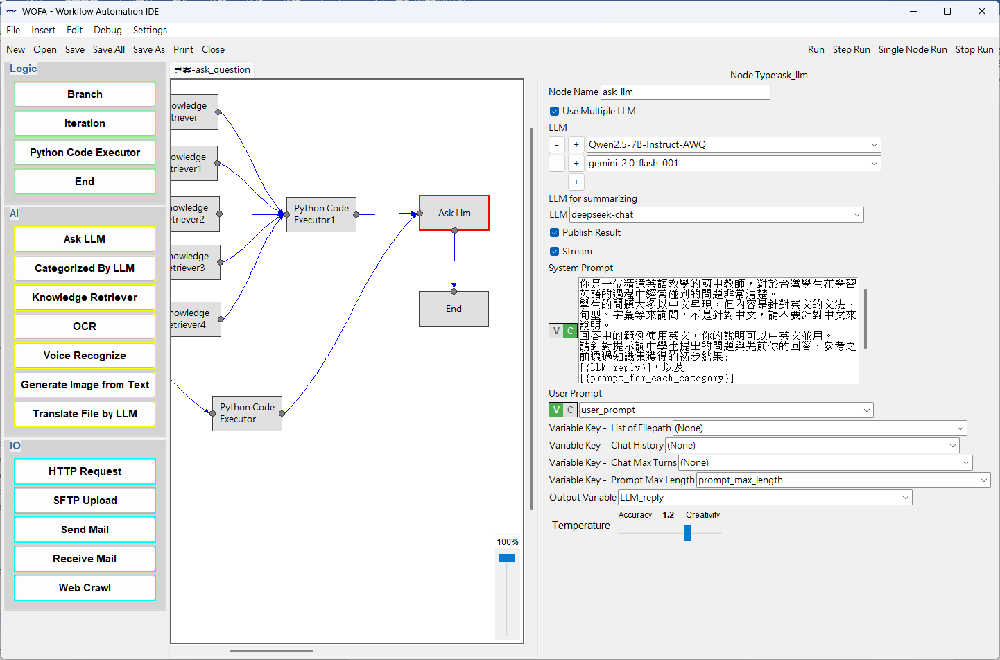 WOFA - Workflow Automation IDE
File Insert Edit Debug Settings
New Open Save Save All Save As Print Close
Run Step Run Single Node Run Stop Run
Logic
Branch
Iteration
Python Code Executor
End
AI
Ask LLM
Categorized By LLM
Knowledge Retriever
OCR
Voice Recognize
Generate Image from Text
Translate File by LLM
IO
HTTP Request
SFTP Upload
Send Mail
Receive Mail
Web Crawl
專案-ask_question
owledge
triever
owledge
triever1
nowledge
etriever2
nowledge
etriever3
nowledge
etriever4
Python Code
Executor1
Ask Llm
End
Python Code
Executor
100%
Node Type:ask_llm
Node Name ask_llm
Use Multiple LLM
LLM
- + Qwen2.5-7B-Instruct-AWQ
- + gemini-2.0-flash-001
+
LLM for summarizing
LLM deepseek-chat
Publish Result
Stream
System Prompt
V C
你是一位精通英語教學的國中教師，對於台灣學生在學習
英語的過程中經常碰到的問題非常清楚。
學生的問題大多以中文呈現，但內容是針對英文的文法、
句型、字彙等來詢問，不是針對中文，請不要針對中文來
說明。
回答中的範例使用英文，你的說明可以中英文並用。
請針對提示詞中學生提出的問題與先前你的回答，參考之
前透過知識集獲得的初步結果：
[{LLM_reply}]，以及
[{prompt_for_each_category}]
User Prompt
V C user_prompt
Variable Key - List of Filepath (None)
Variable Key - Chat History (None)
Variable Key - Chat Max Turns (None)
Variable Key - Prompt Max Length prompt_max_length
Output Variable LLM_reply
Accuracy 1.2 Creativity
Temperature